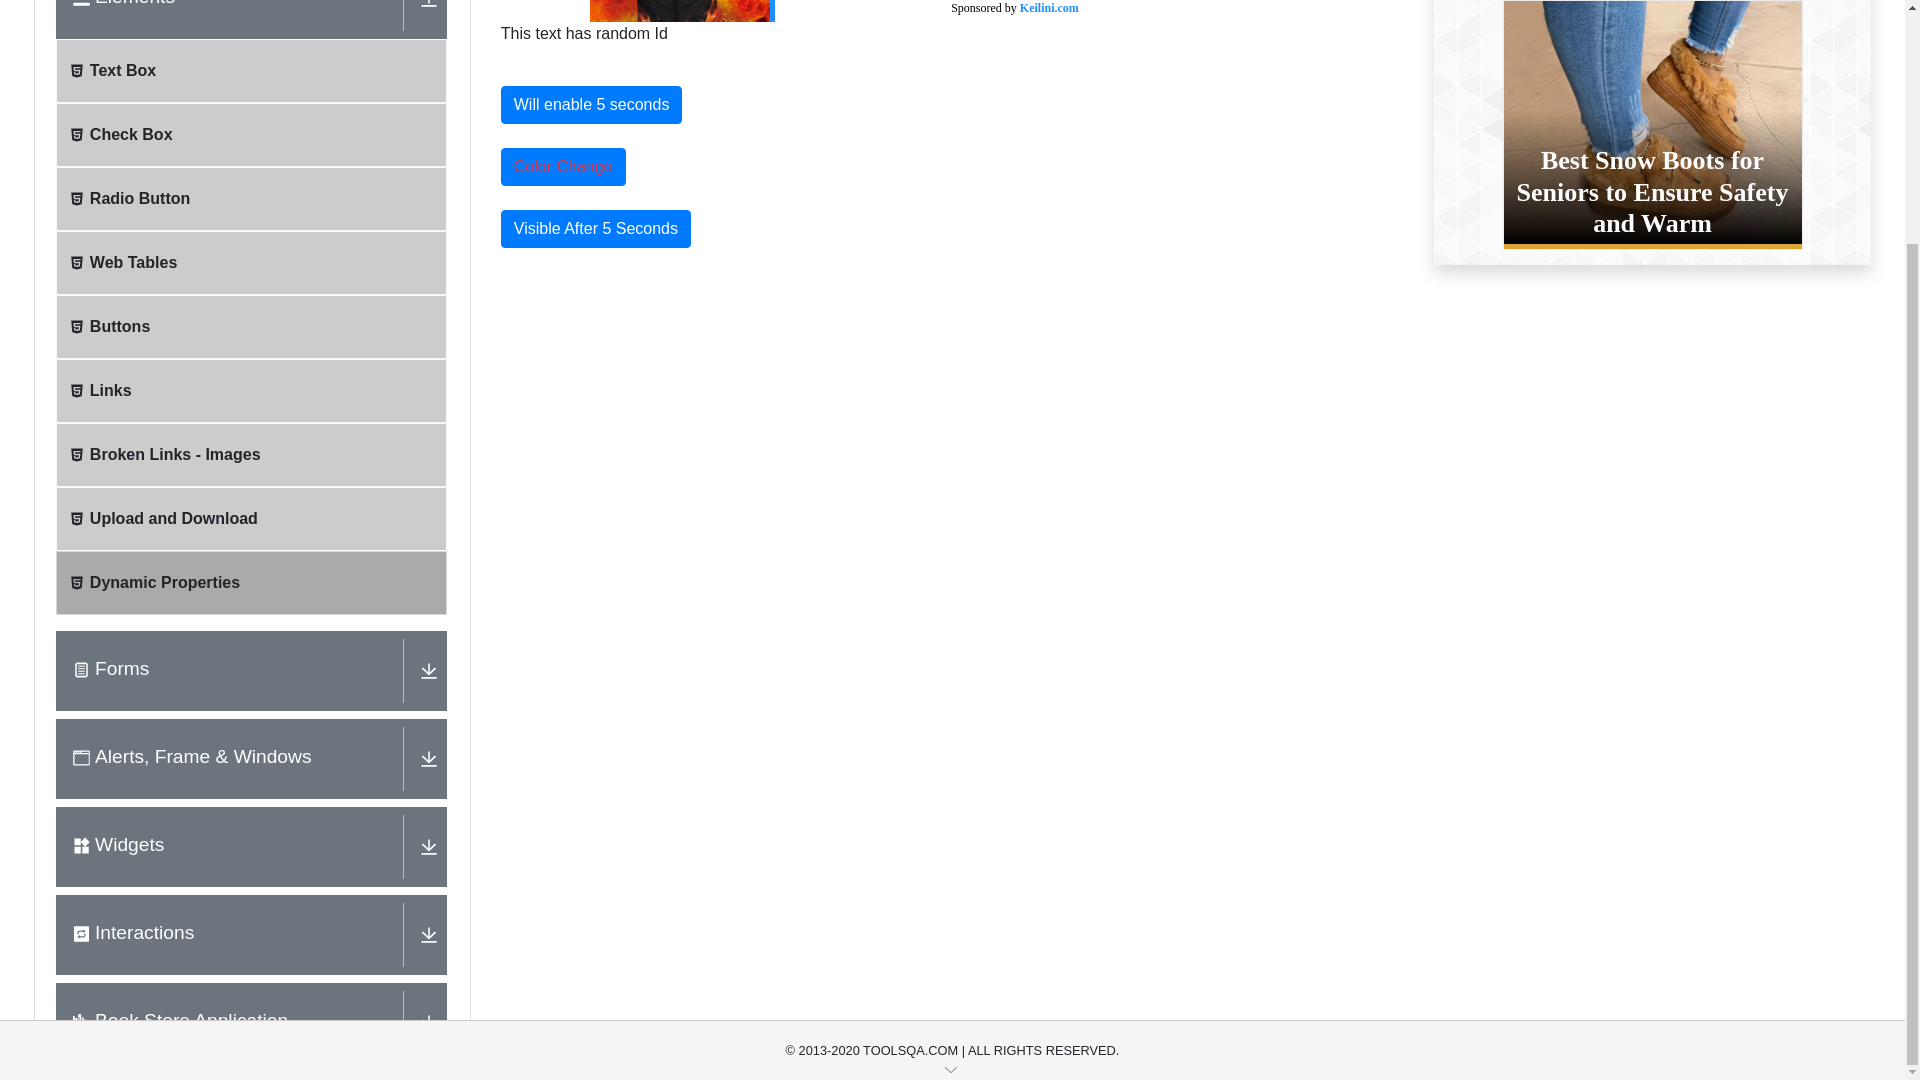 Elements
Text Box
Check Box
Radio Button
Web Tables
Buttons
Links
Broken Links - Images
Upload and Download
Dynamic Properties
Forms
Alerts, Frame & Windows
Widgets
Interactions
Book Store Application
Sponsored by Keilini.com
This text has random Id
Will enable 5 seconds
Color Change
Visible After 5 Seconds
Best Snow Boots for
Seniors to Ensure Safety
and Warm
© 2013-2020 TOOLSQA.COM | ALL RIGHTS RESERVED.